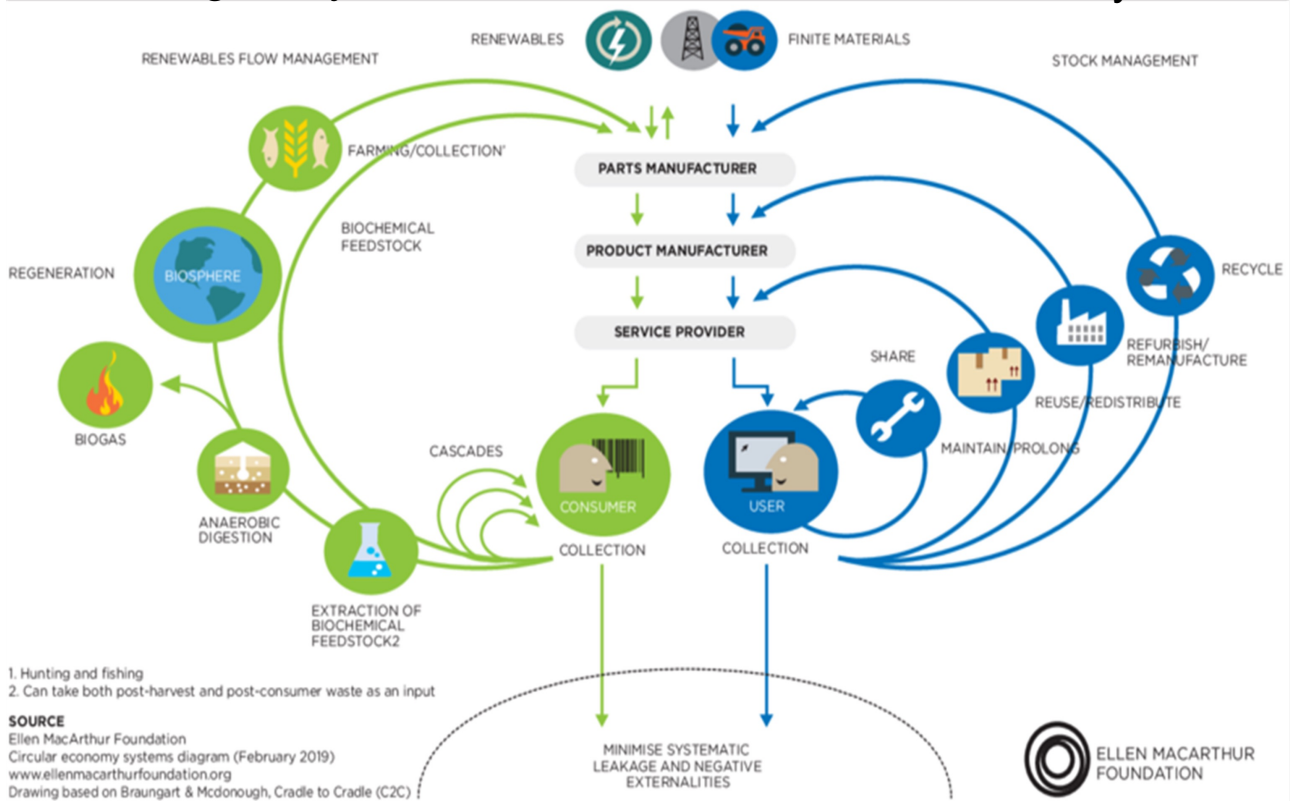 RENEWABLES
FINITE MATERIALS
RENEWABLES FLOW MANAGEMENT
STOCK MANAGEMENT
FARMING/COLLECTION'
PARTS MANUFACTURER
BIOCHEMICAL
FEEDSTOCK
PRODUCT MANUFACTURER
REGENERATION
BIOSPHERE
RECYCLE
SERVICE PROVIDER
REFURBISH/
REMANUFACTURE
SHARE
REUSE/REDISTRIBUTE
BIOGAS
CASCADES
MAINTAIN/PROLONG
CONSUMER
USER
ANAEROBIC
DIGESTION
COLLECTION
COLLECTION
EXTRACTION OF
BIOCHEMICAL
FEEDSTOCK2
1. Hunting and fishing
2. Can take both post-harvest and post-consumer waste as an input
SOURCE
Ellen MacArthur Foundation
Circular economy systems diagram (February 2019)
www.ellenmacarthurfoundation.org
Drawing based on Braungart & Mcdonough, Cradle to Cradle (C2C)
MINIMISE SYSTEMATIC
LEAKAGE AND NEGATIVE
EXTERNALITIES
ELLEN MACARTHUR
FOUNDATION